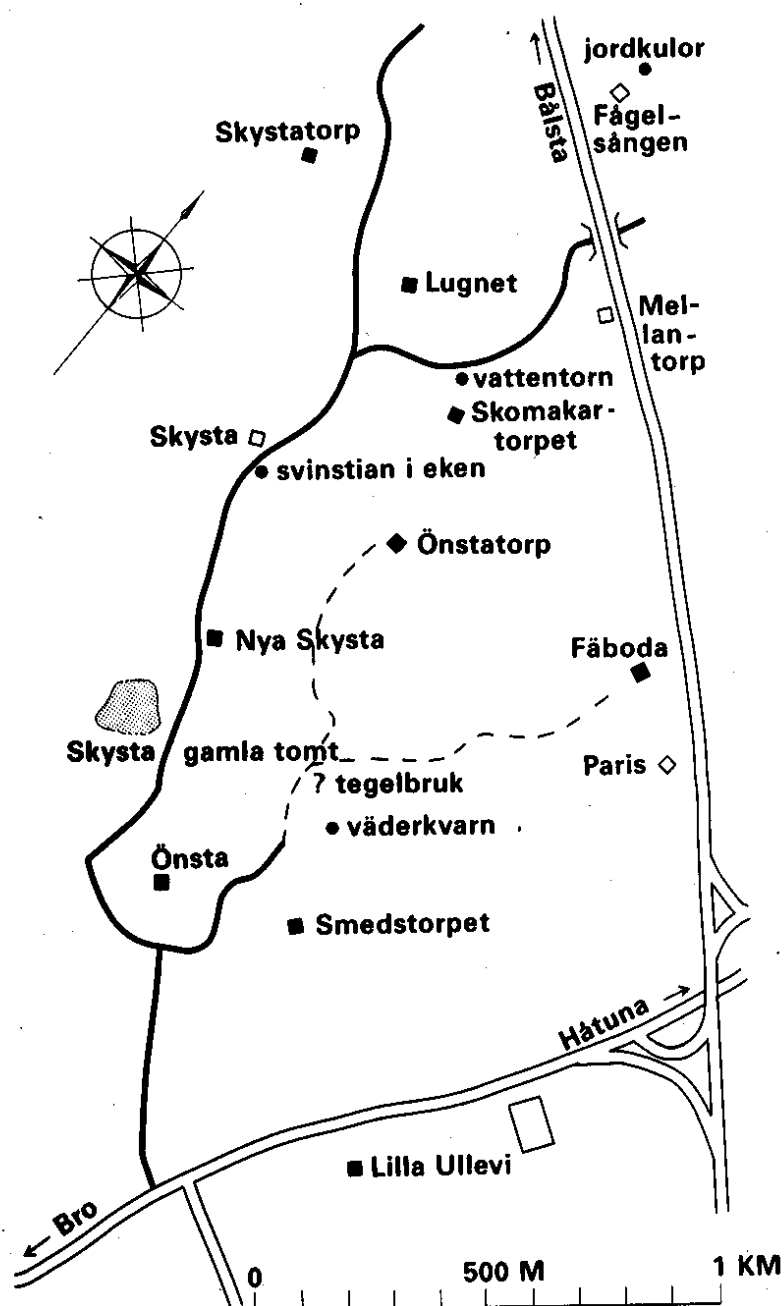 jordkulor
Fågel-
sången
Bålsta
Skystatorp
Lugnet
Mel-
lan-
torp
vattentorn
Skomakar-
torpet
Skysta
svinstian i eken
Önstatorp
Nya Skysta
Fäboda
Skysta gamla tomt
Paris
? tegelbruk
väderkvarn
Önsta
Smedstorpet
Håtuna
Lilla Ullevi
Bro
0 500 M 1 KM